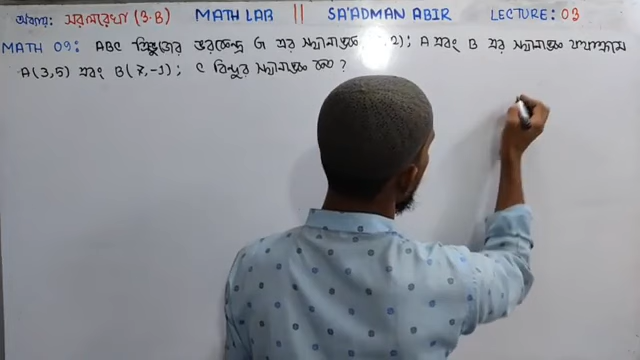 অধ্যায়: সরলরেখা (3·B) MATH LAB || SA'ADMAN ABIR LECTURE: 03
MATH 09: ABC ত্রিভুজের ভরকেন্দ্র G এর স্থানাঙ্ক 2); A এবং B এর স্থানাঙ্ক যথাক্রমে
A(3,5) এবং B(7,-1); C বিন্দুর স্থানাঙ্ক কত?